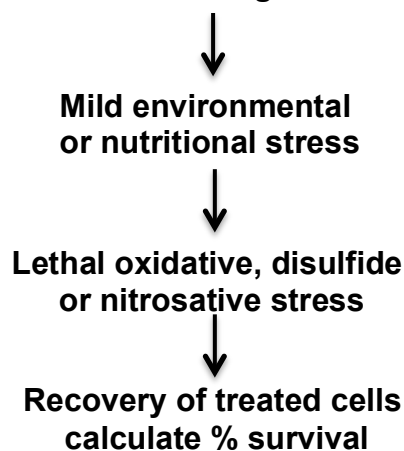 Mild environmental
or nutritional stress
Lethal oxidative, disulfide
or nitrosative stress
Recovery of treated cells
calculate % survival